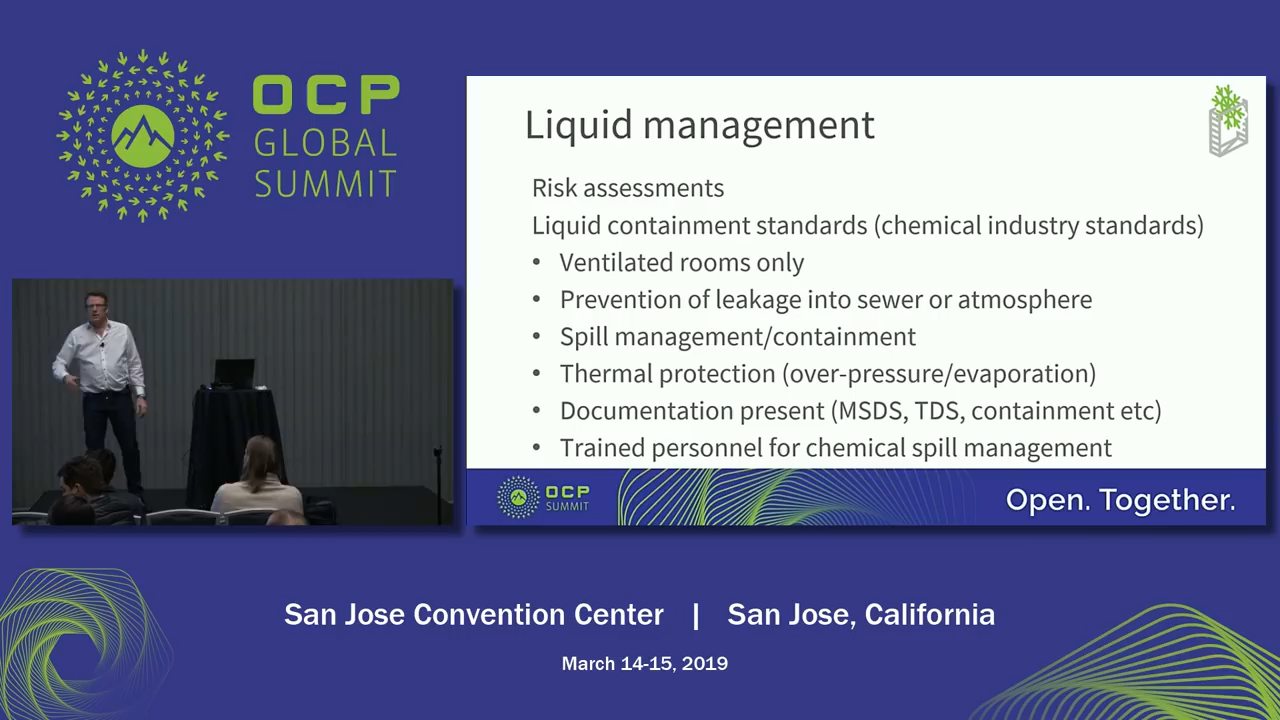 OCP
GLOBAL
SUMMIT
Liquid management
Risk assessments
Liquid containment standards (chemical industry standards)
• Ventilated rooms only
• Prevention of leakage into sewer or atmosphere
• Spill management/containment
• Thermal protection (over-pressure/evaporation)
• Documentation present (MSDS, TDS, containment etc)
• Trained personnel for chemical spill management
OCP
SUMMIT
Open. Together.
San Jose Convention Center | San Jose, California
March 14-15, 2019